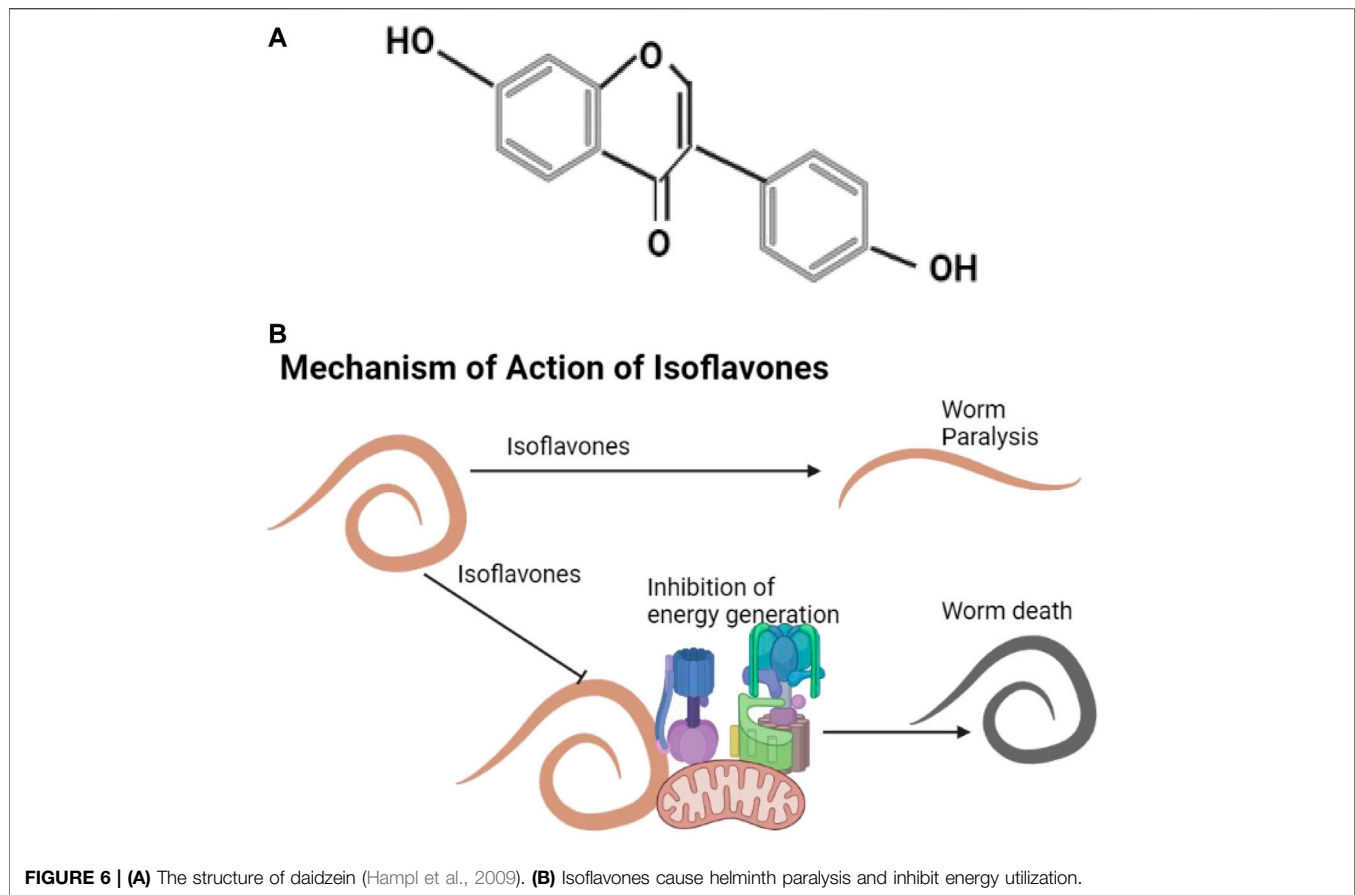 A
HO
O
O
OH
B
Mechanism of Action of Isoflavones
Isoflavones
Worm
Paralysis
Isoflavones
Inhibition of
energy generation
Worm death
FIGURE 6 | (A) The structure of daidzein (Hampl et al., 2009). (B) Isoflavones cause helminth paralysis and inhibit energy utilization.